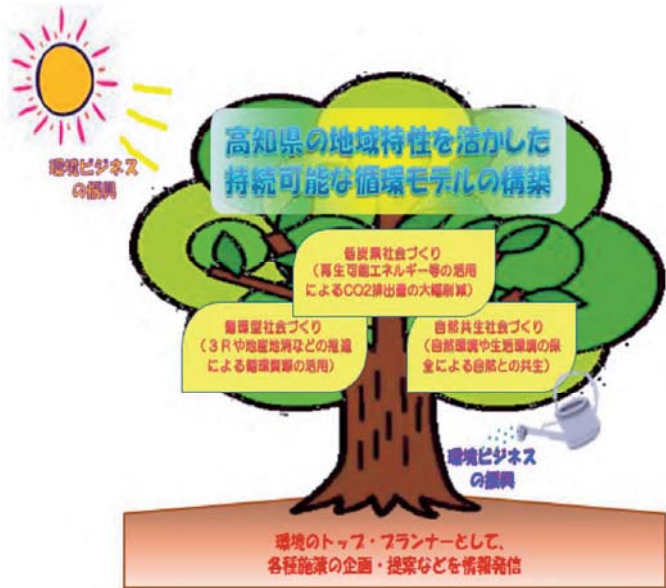 環境ビジネス
の振興
高知県の地域特性を活かした
持続可能な循環モデルの構築
低炭素社会づくり
(再生可能エネルギー等の活用
によるCO2排出量の大幅削減)
循環型社会づくり
(3Rや地産地消などの推進
による循環資源の活用)
自然共生社会づくり
(自然環境や生活環境の保
全による自然との共生)
環境ビジネス
の振興
環境のトップ・プランナーとして、
各種施策の企画・提案などを情報発信